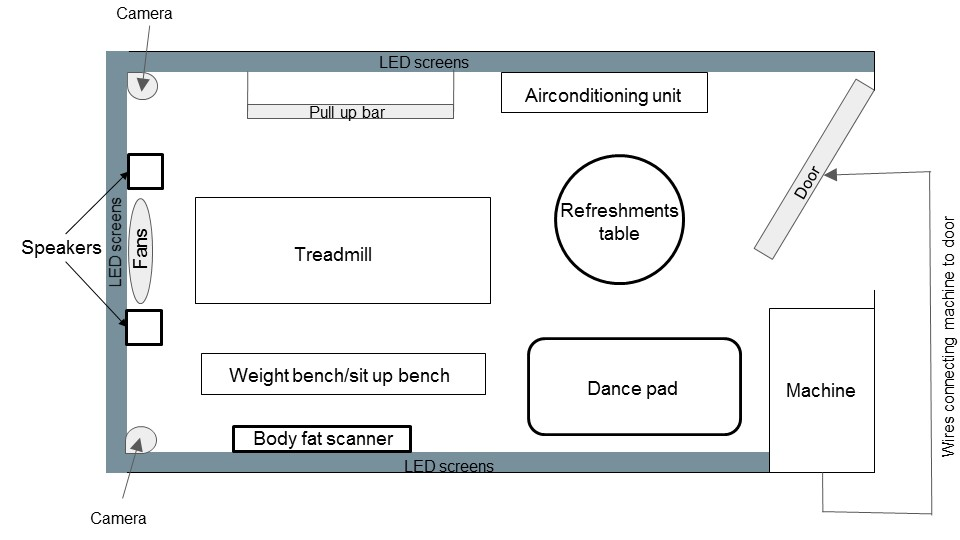 Camera
LED screens
Pull up bar
Airconditioning unit
Door
Refreshments
table
Speakers
LED screens
Fans
Treadmill
Wires connecting machine to door
Weight bench/sit up bench
Dance pad
Machine
Body fat scanner
LED screens
Camera